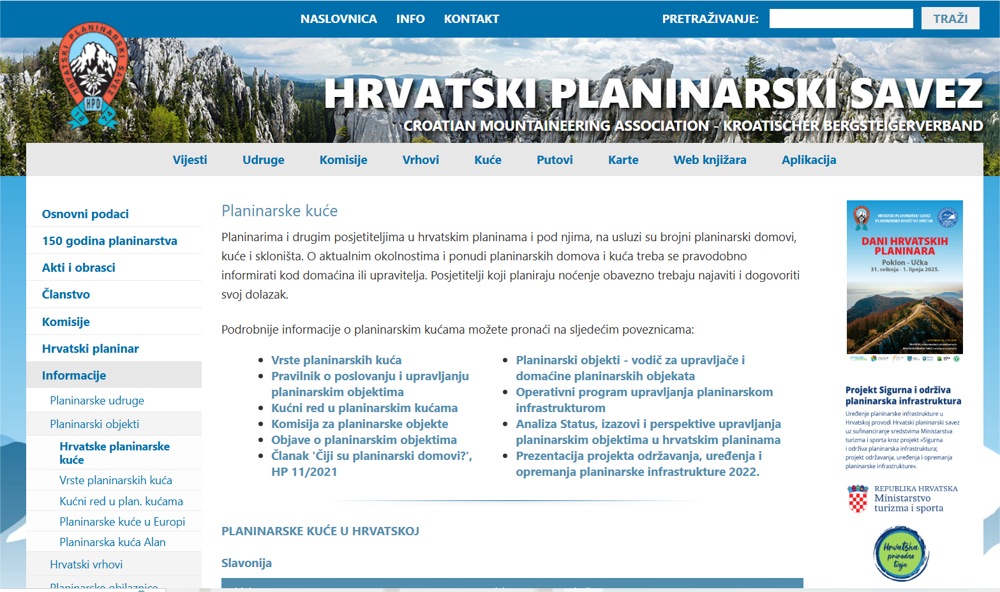 NASLOVNICA INFO KONTAKT PRETRAŽIVANJE: TRAŽI
HRVATSKI PLANINARSKI SAVEZ
HPD
1874
HRVATSKI PLANINARSKI SAVEZ
CROATIAN MOUNTAINEERING ASSOCIATION - KROATISCHER BERGSTEIGERVERBAND
Vijesti Udruge Komisije Vrhovi Kuće Putovi Karte Web knjižara Aplikacija
Osnovni podaci
150 godina planinarstva
Akti i obrasci
Članstvo
Komisije
Hrvatski planinar
Informacije
Planinarske udruge
Planinarski objekti
Hrvatske planinarske
kuće
Vrste planinarskih kuća
Kućni red u plan. kućama
Planinarske kuće u Europi
Planinarska kuća Alan
Hrvatski vrhovi
Planinarske obilaznice
Planinarske kuće
Planinarima i drugim posjetiteljima u hrvatskim planinama i pod njima, na usluzi su brojni planinarski domovi,
kuće i skloništa. O aktualnim okolnostima i ponudi planinarskih domova i kuća treba se pravodobno
informirati kod domaćina ili upravitelja. Posjetitelji koji planiraju noćenje obavezno trebaju najaviti i dogovoriti
svoj dolazak.
Podrobnije informacije o planinarskim kućama možete pronaći na sljedećim poveznicama:
Vrste planinarskih kuća
Pravilnik o poslovanju i upravljanju
planinarskim objektima
Kućni red u planinarskim kućama
Komisija za planinarske objekte
Objave o planinarskim objektima
Članak 'Čiji su planinarski domovi?',
HP 11/2021
Planinarski objekti - vodič za upravljače i
domaćine planinarskih objekata
Operativni program upravljanja planinarskom
infrastrukturom
Analiza Status, izazovi i perspektive upravljanja
planinarskim objektima u hrvatskim planinama
Prezentacija projekta održavanja, uređenja i
opremanja planinarske infrastrukture 2022.
PLANINARSKE KUĆE U HRVATSKOJ
Slavonija
HRVATSKI PLANINARSKI SAVEZ
PLANINARSKO DRUŠTVO OPATIJA
DANI HRVATSKIH
PLANINARA
Poklon - Učka
31. svibnja - 1. lipnja 2025.
Projekt Sigurna i održiva
planinarska infrastruktura
Uređenje planinarske infrastrukture u
Hrvatskoj provodi Hrvatski planinarski savez
uz sufinanciranje sredstvima Ministarstva
turizma i sporta kroz projekt »Sigurna
i održiva planinarska infrastruktura;
projekt održavanja, uređenja i opremanja
planinarske infrastrukture«.
REPUBLIKA HRVATSKA
Ministarstvo
turizma i sporta
Hrvatska
prirodno
tvoja